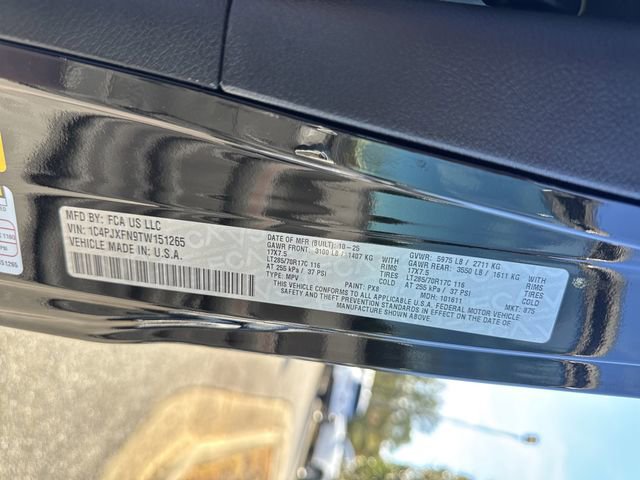 MFD BY: FCA US LLC
VIN: 1C4PJXFN9TW151265
VEHICLE MADE IN: U.S.A.
DATE OF MFR (BUILT): 10-25
GAWR FRONT: 3100 LB / 1407 KG WITH
17X7.5 RIMS
LT285/70R17C 116 TIRES
AT 255 kPa / 37 PSI COLD
TYPE: MPV PAINT: PX8
GVWR: 5975 LB / 2711 KG
GAWR REAR: 3550 LB / 1611 KG WITH
17X7.5 RIMS
LT285/70R17C 116 TIRES
AT 255 kPa / 37 PSI COLD
MDH: 101611 MKT: 875
THIS VEHICLE CONFORMS TO ALL APPLICABLE U.S.A. FEDERAL MOTOR VEHICLE
SAFETY AND THEFT PREVENTION STANDARDS IN EFFECT ON THE DATE OF
MANUFACTURE SHOWN ABOVE.
151265